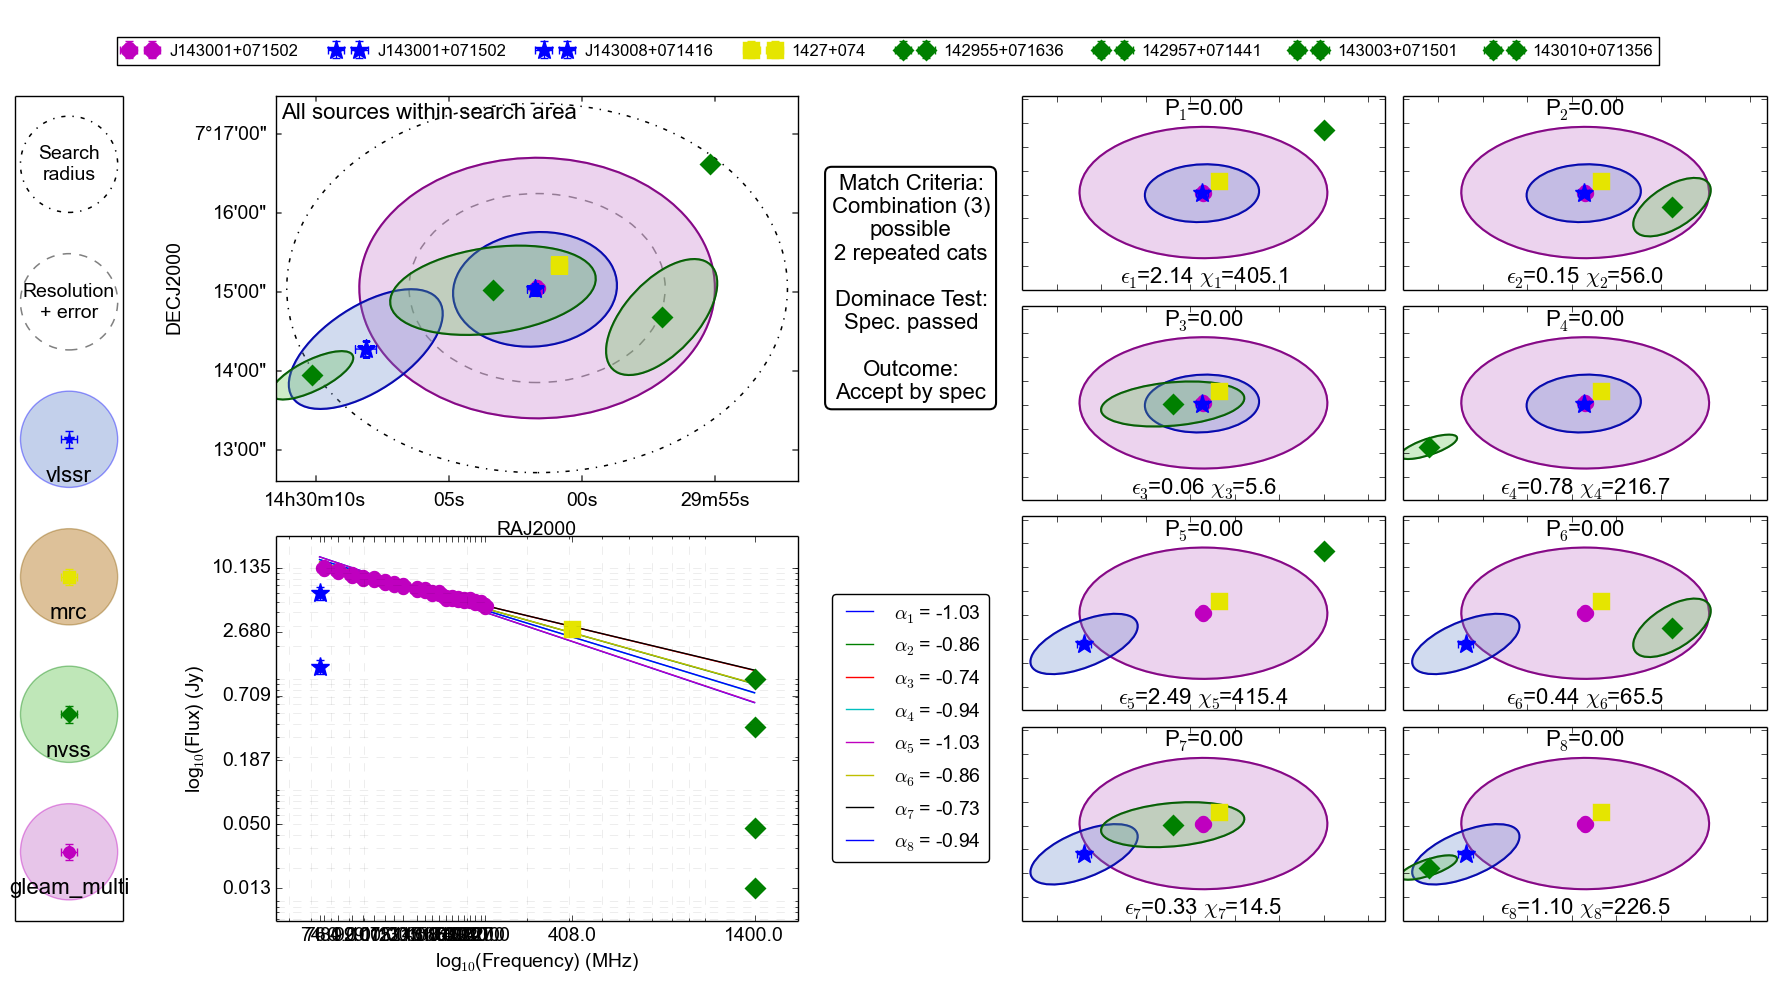 J143001+071502 J143001+071502 J143008+071416 1427+074 142955+071636 142957+071441 143003+071501 143010+071356
Search
radius
Resolution
+ error
vlssr
mrc
nvss
gleam_multi
All sources within search area
7°17'00"
16'00"
15'00"
14'00"
13'00"
DECJ2000
14h30m10s 05s 00s 29m55s
RAJ2000
Match Criteria:
Combination (3)
possible
2 repeated cats
Dominace Test:
Spec. passed
Outcome:
Accept by spec
10.135
2.680
0.709
0.187
0.050
0.013
log₁₀(Flux) (Jy)
408.0 1400.0
log₁₀(Frequency) (MHz)
α₁ = -1.03
α₂ = -0.86
α₃ = -0.74
α₄ = -0.94
α₅ = -1.03
α₆ = -0.86
α₇ = -0.73
α₈ = -0.94
P₁=0.00
ϵ₁=2.14 χ₁=405.1
P₂=0.00
ϵ₂=0.15 χ₂=56.0
P₃=0.00
ϵ₃=0.06 χ₃=5.6
P₄=0.00
ϵ₄=0.78 χ₄=216.7
P₅=0.00
ϵ₅=2.49 χ₅=415.4
P₆=0.00
ϵ₆=0.44 χ₆=65.5
P₇=0.00
ϵ₇=0.33 χ₇=14.5
P₈=0.00
ϵ₈=1.10 χ₈=226.5